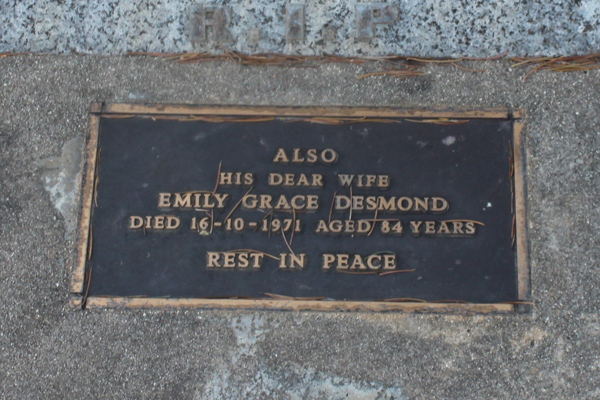 R.I.P
ALSO
HIS DEAR WIFE
EMILY GRACE DESMOND
DIED 16-10-1971 AGED 84 YEARS
REST IN PEACE